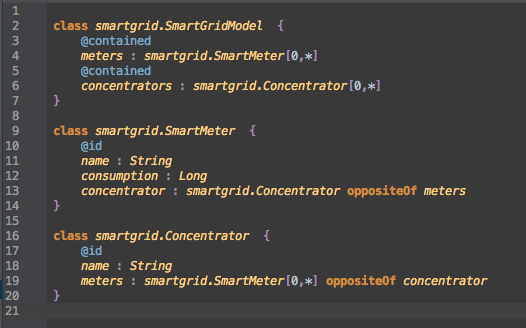 1
2 class smartgrid.SmartGridModel {
3 @contained
4 meters : smartgrid.SmartMeter[0,*]
5 @contained
6 concentrators : smartgrid.Concentrator[0,*]
7 }
8
9 class smartgrid.SmartMeter {
10 @id
11 name : String
12 consumption : Long
13 concentrator : smartgrid.Concentrator oppositeOf meters
14 }
15
16 class smartgrid.Concentrator {
17 @id
18 name : String
19 meters : smartgrid.SmartMeter[0,*] oppositeOf concentrator
20 }
21